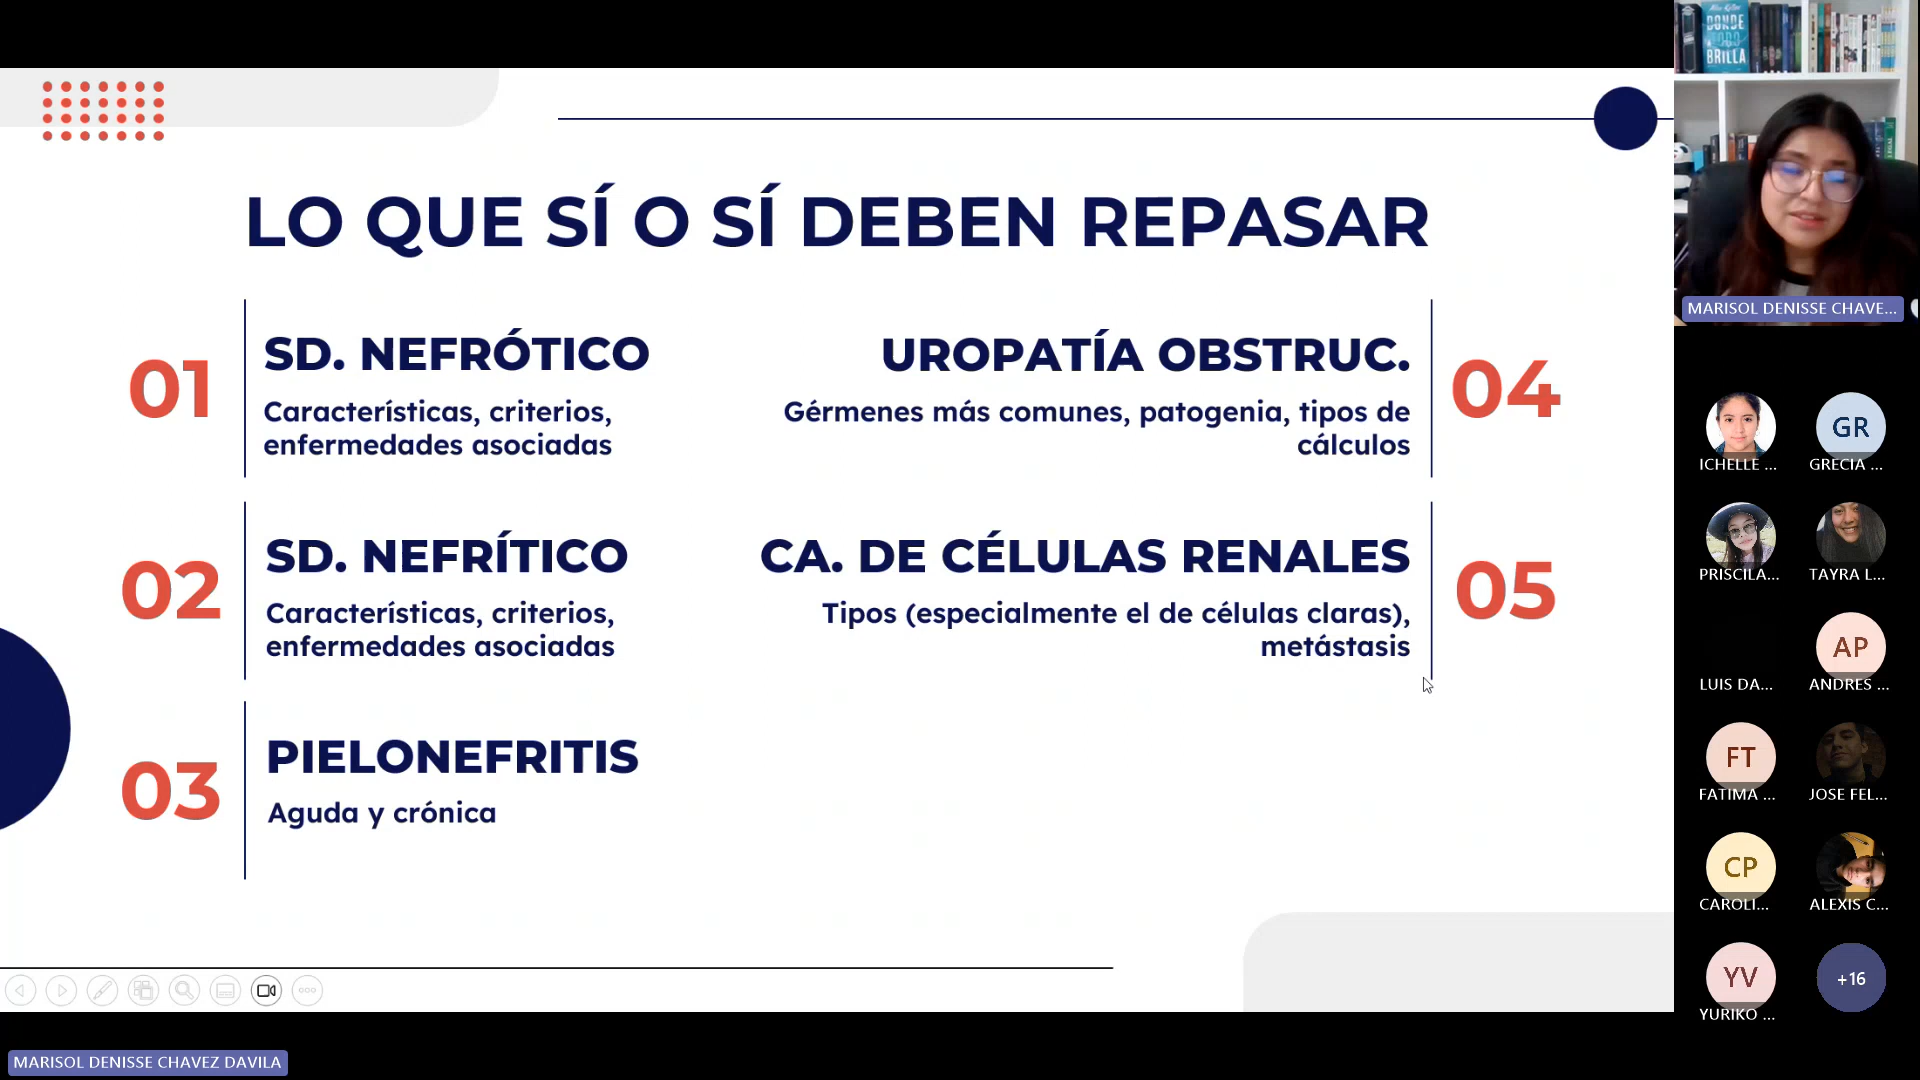 LO QUE SÍ O SÍ DEBEN REPASAR
01
SD. NEFRÓTICO
Características, criterios,
enfermedades asociadas
02
SD. NEFRÍTICO
Características, criterios,
enfermedades asociadas
03
PIELONEFRITIS
Aguda y crónica
UROPATÍA OBSTRUC.
04
Gérmenes más comunes, patogenia, tipos de
cálculos
CA. DE CÉLULAS RENALES
05
Tipos (especialmente el de células claras),
metástasis
DONDE
TODO
BRILLA
MARISOL DENISSE CHAVE...
ICHELLE ...
GR
GRECIA ...
PRISCILA...
TAYRA L...
LUIS DA...
AP
ANDRES ...
FT
FATIMA ...
JOSE FEL...
CP
CAROLI...
ALEXIS C...
YV
YURIKO ...
+16
MARISOL DENISSE CHAVEZ DAVILA